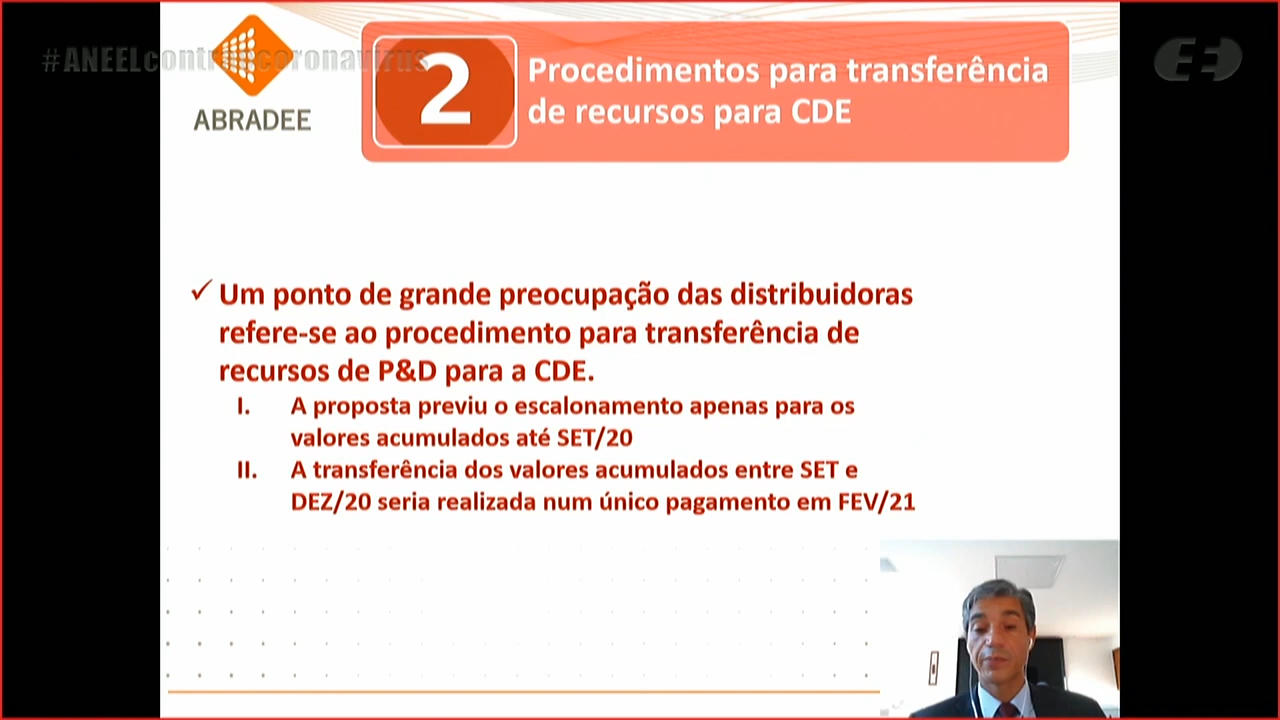 #ANEELcontraocoronavirus
ABRADEE
2
Procedimentos para transferência
de recursos para CDE
✓ Um ponto de grande preocupação das distribuidoras
refere-se ao procedimento para transferência de
recursos de P&D para a CDE.
I. A proposta previu o escalonamento apenas para os
valores acumulados até SET/20
II. A transferência dos valores acumulados entre SET e
DEZ/20 seria realizada num único pagamento em FEV/21